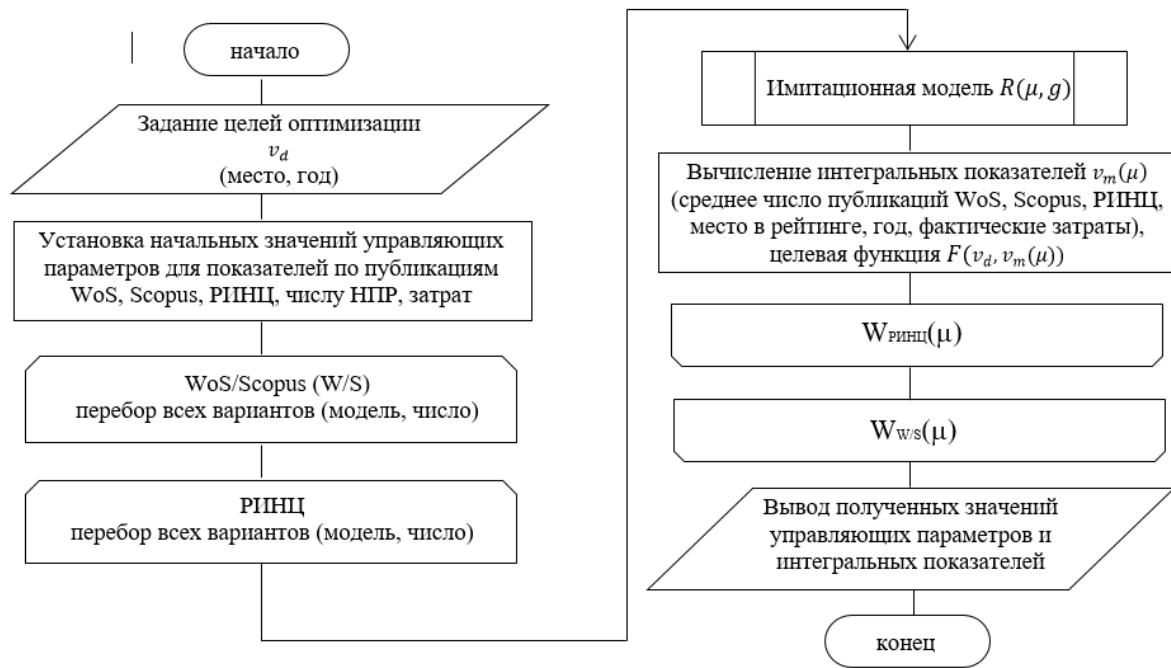 начало
Задание целей оптимизации
v_d
(место, год)
Установка начальных значений управляющих
параметров для показателей по публикациям
WoS, Scopus, РИНЦ, числу НПР, затрат
WoS/Scopus (W/S)
перебор всех вариантов (модель, число)
РИНЦ
перебор всех вариантов (модель, число)
Имитационная модель R(μ, g)
Вычисление интегральных показателей v_m(μ)
(среднее число публикаций WoS, Scopus, РИНЦ,
место в рейтинге, год, фактические затраты),
целевая функция F(v_d, v_m(μ))
W_РИНЦ(μ)
W_W/S(μ)
Вывод полученных значений
управляющих параметров и
интегральных показателей
конец